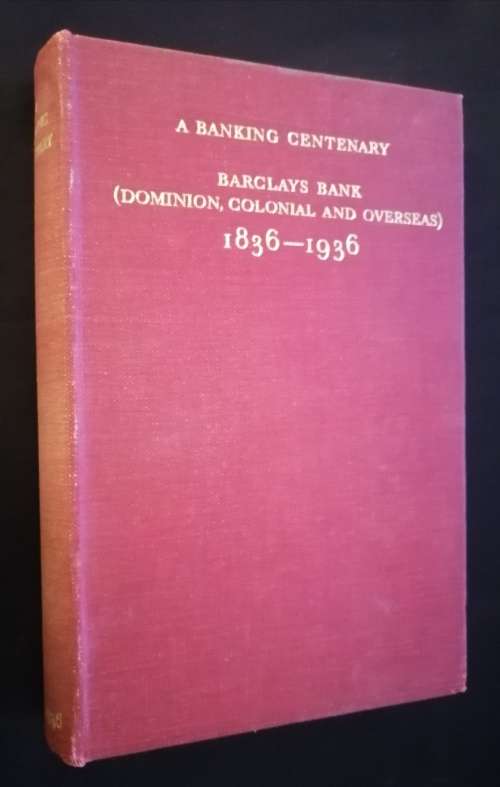 A BANKING CENTENARY
BARCLAYS BANK
(DOMINION, COLONIAL AND OVERSEAS)
1836—1936